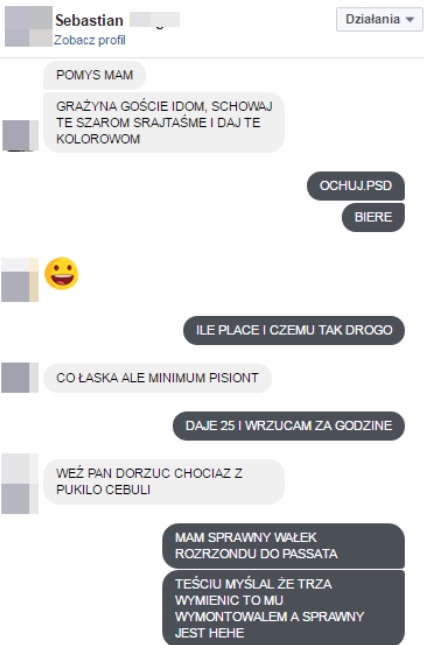 Sebastian
Działania
Zobacz profil
POMYS MAM
GRAŻYNA GOŚCIE IDOM, SCHOWAJ
TE SZAROM SRAJTAŚME I DAJ TE
KOLOROWOM
OCHUJ.PSD
BIERE
ILE PLACE I CZEMU TAK DROGO
CO ŁASKA ALE MINIMUM PISIONT
DAJE 25 I WRZUCAM ZA GODZINE
WEŹ PAN DORZUC CHOCIAZ Z
PUKILO CEBULI
MAM SPRAWNY WAŁEK
ROZRZONDU DO PASSATA
TEŚCIU MYŚLAL ŻE TRZA
WYMIENIC TO MU
WYMONTOWALEM A SPRAWNY
JEST HEHE